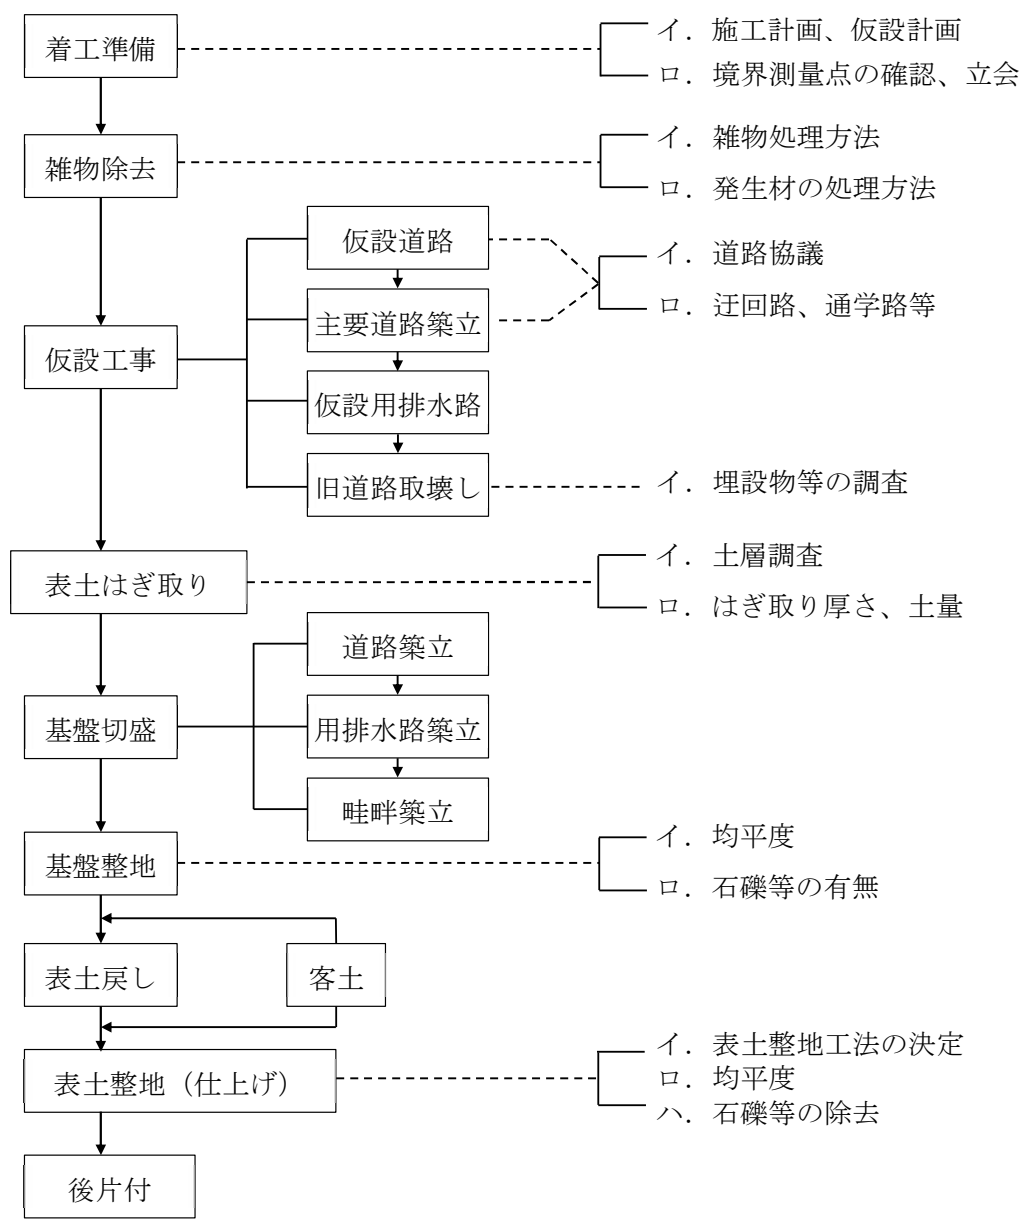 着工準備
イ．施工計画、仮設計画
ロ．境界測量点の確認、立会
雑物除去
イ．雑物処理方法
ロ．発生材の処理方法
仮設工事
仮設道路
主要道路築立
イ．道路協議
ロ．迂回路、通学路等
仮設用排水路
旧道路取壊し
イ．埋設物等の調査
表土はぎ取り
イ．土層調査
ロ．はぎ取り厚さ、土量
基盤切盛
道路築立
用排水路築立
畦畔築立
基盤整地
イ．均平度
ロ．石礫等の有無
表土戻し
客土
表土整地（仕上げ）
イ．表土整地工法の決定
ロ．均平度
ハ．石礫等の除去
後片付